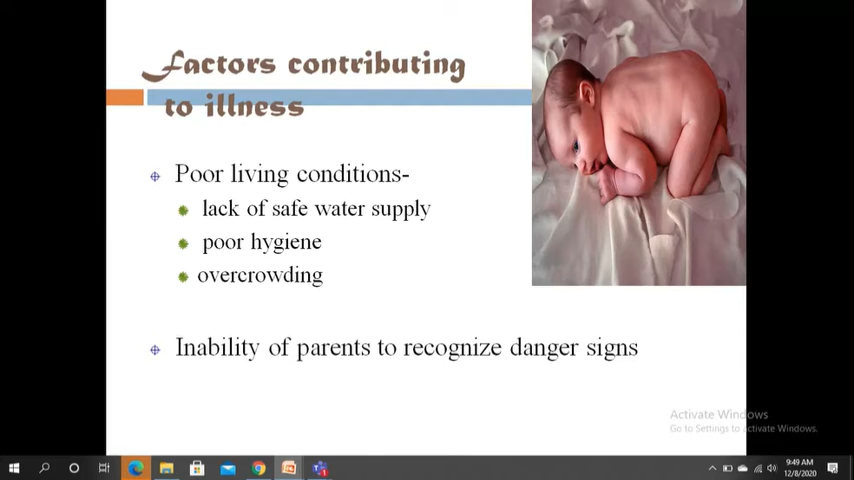 Factors contributing
to illness
Poor living conditions-
lack of safe water supply
poor hygiene
overcrowding
Inability of parents to recognize danger signs
Activate Windows
Go to Settings to Activate Windows.
9:49 AM
12/8/2020